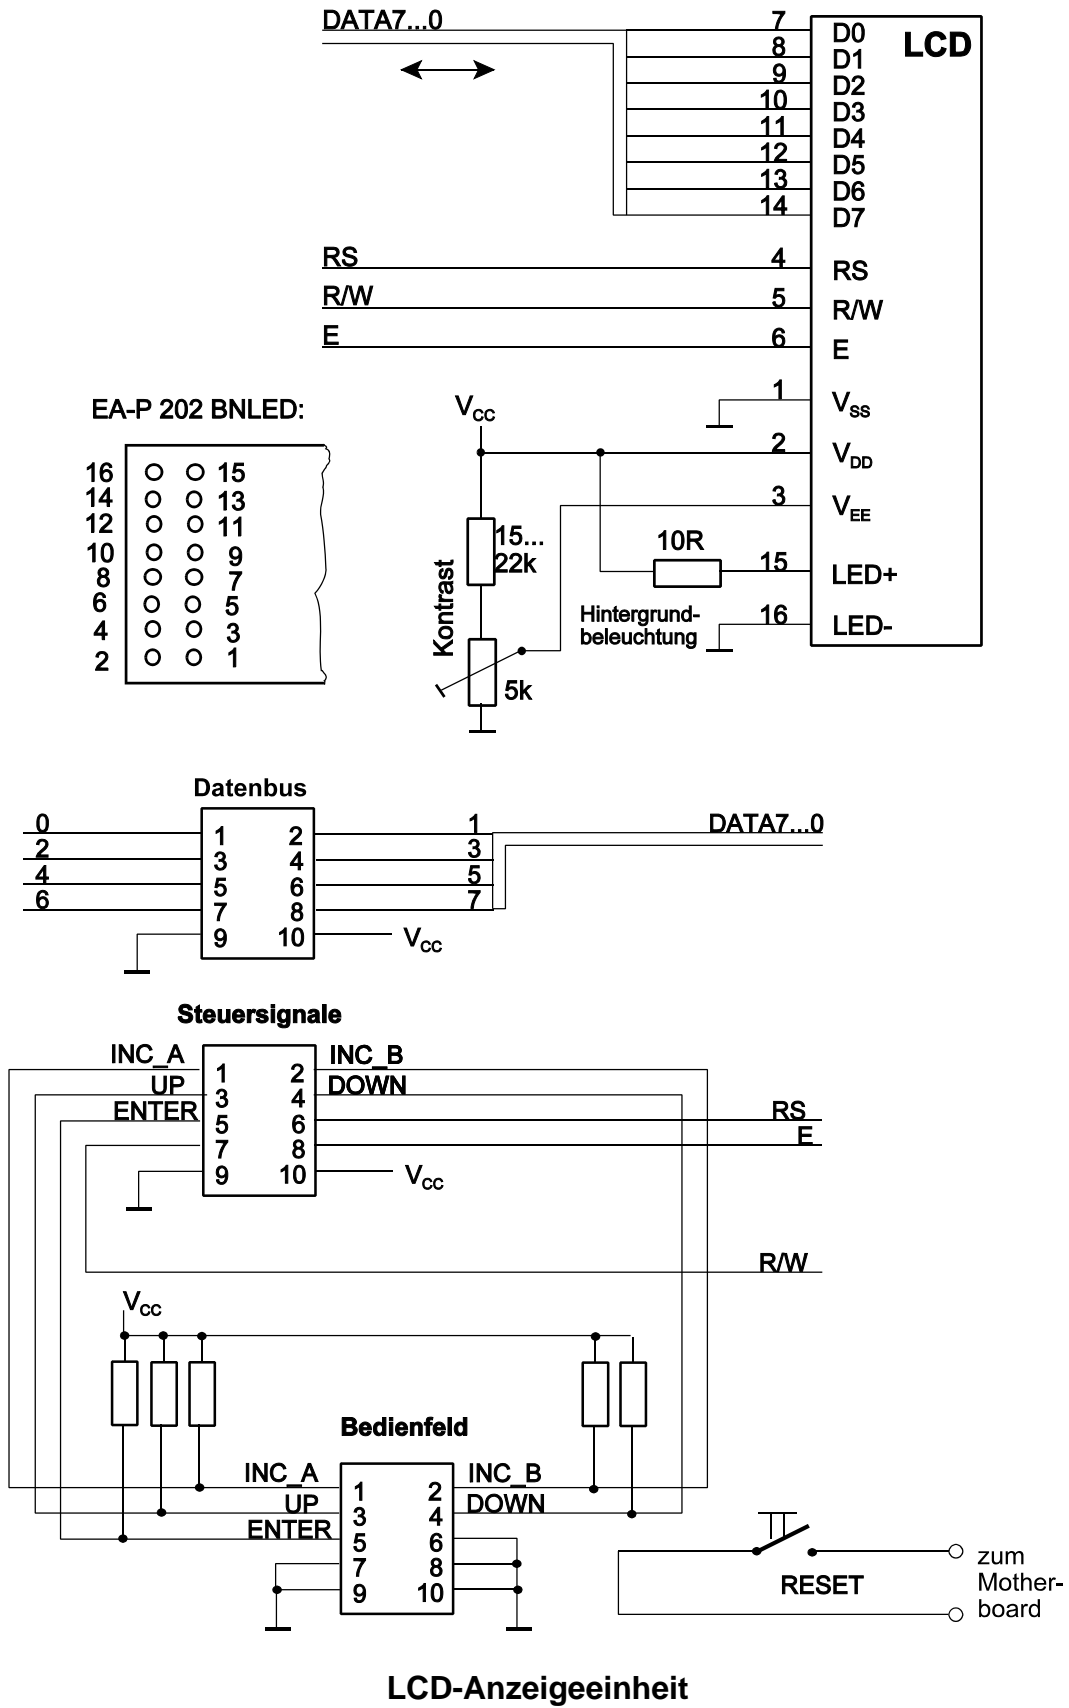 DATA7...0
7 D0 LCD
8 D1
9 D2
10 D3
11 D4
12 D5
13 D6
14 D7
RS 4 RS
R/W 5 R/W
E 6 E
EA-P 202 BNLED:
1 VSS
VCC
2 VDD
3 VEE
16 15
14 13
12 11
10 9
8 7
6 5
4 3
2 1
15...
22k
10R
15 LED+
Kontrast
Hintergrund-
beleuchtung
16 LED-
5k
Datenbus
0 1 2 1 DATA7...0
2 3 4 3
4 5 6 5
6 7 8 7
9 10 VCC
Steuersignale
INC_A 1 2 INC_B
UP 3 4 DOWN
ENTER 5 6 RS
7 8 E
9 10 VCC
R/W
VCC
Bedienfeld
INC_A 1 2 INC_B
UP 3 4 DOWN
ENTER 5 6
7 8
9 10
RESET
zum
Mother-
board
LCD-Anzeigeeinheit